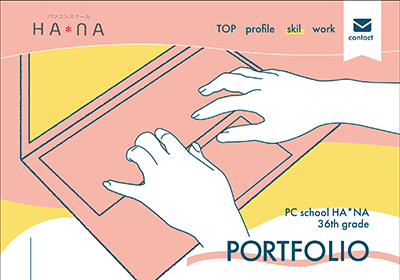 パソコンスクール
HA*NA
TOP profile skil work
contact
PC school HA*NA
36th grade
PORTFOLIO